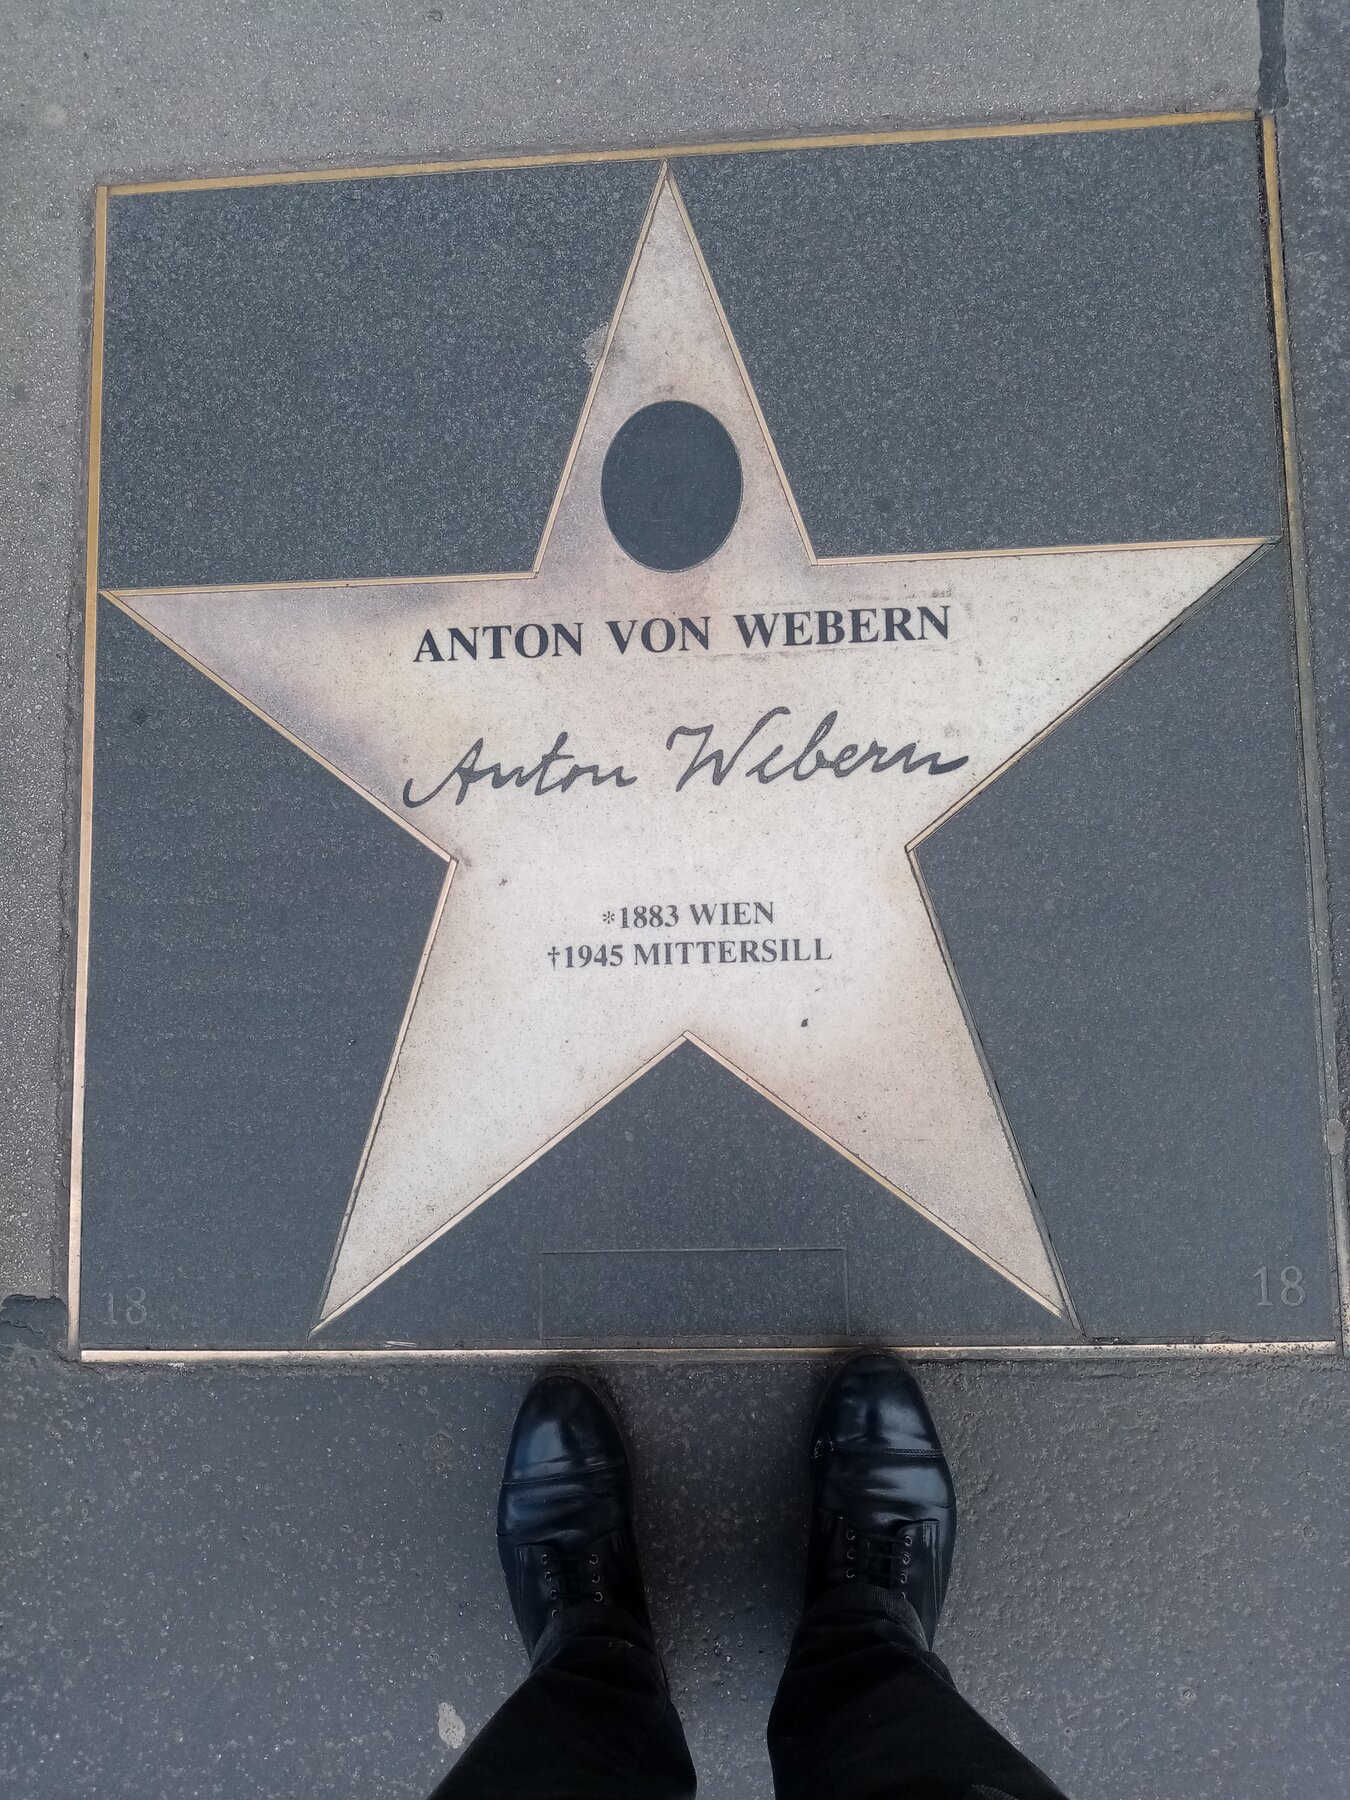 ANTON VON WEBERN
Anton Webern
*1883 WIEN
†1945 MITTERSILL
18 18